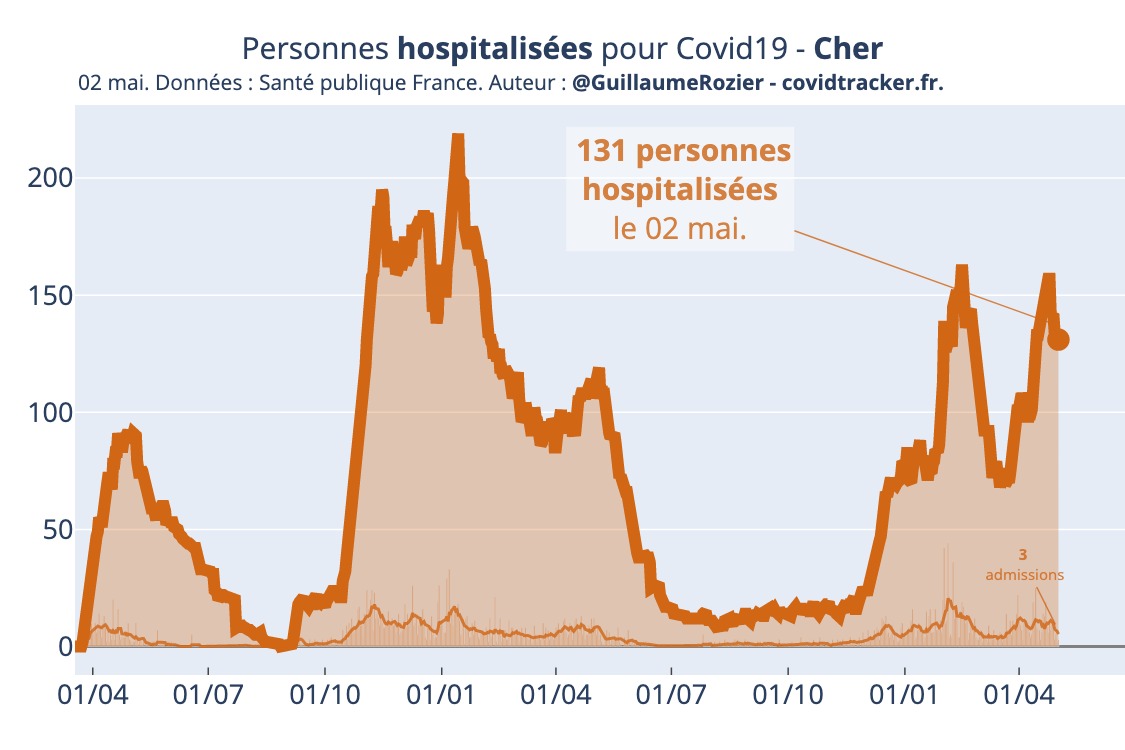 Personnes hospitalisées pour Covid19 - Cher
02 mai. Données : Santé publique France. Auteur : @GuillaumeRozier - covidtracker.fr.
131 personnes
hospitalisées
le 02 mai.
200
150
100
50
0
3
admissions
01/04
01/07
01/10
01/01
01/04
01/07
01/10
01/01
01/04